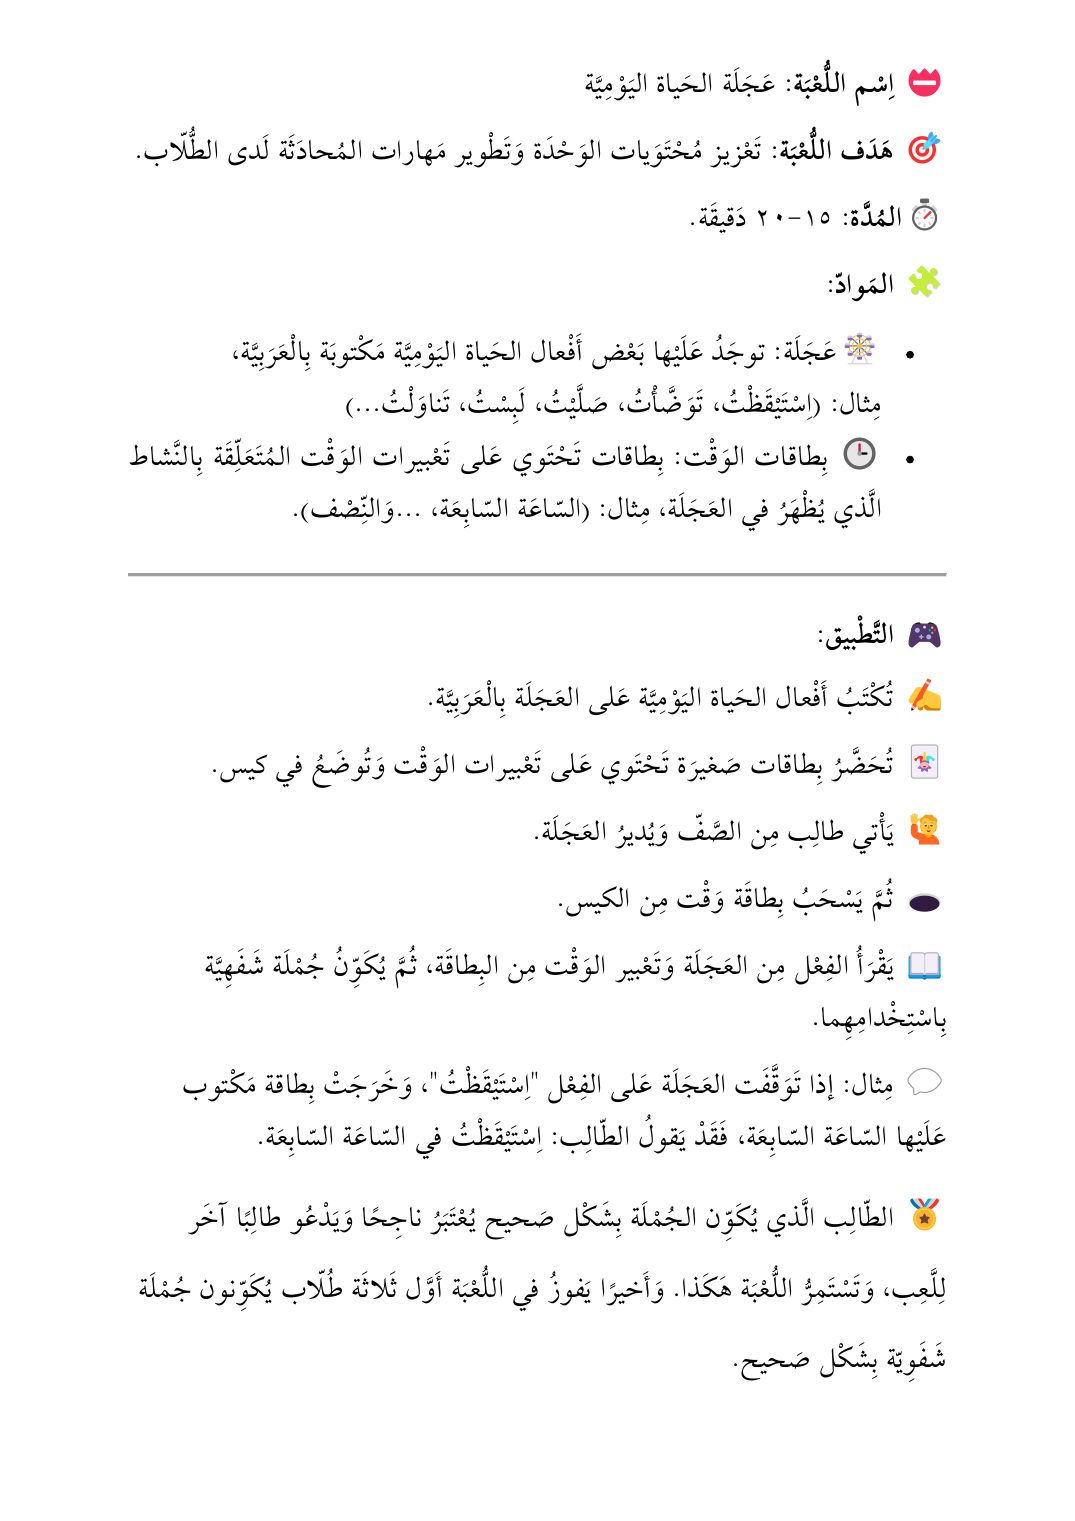 اِسْم اللُّعْبَة: عَجَلَة الحَياة اليَوْمِيَّة
هَدَف اللُّعْبَة: تَعْزيز مُحْتَوَيات الوَحْدَة وَتَطْوير مَهارات المُحادَثَة لَدى الطُّلّاب.
المُدَّة: ١٥-٢٠ دَقيقَة.
المَوادّ:
عَجَلَة: توجَدُ عَلَيْها بَعْض أَفْعال الحَياة اليَوْمِيَّة مَكْتوبَة بِالْعَرَبِيَّة،
مِثال: (اِسْتَيْقَظْتُ، تَوَضَّأْتُ، صَلَّيْتُ، لَبِسْتُ، تَناوَلْتُ...)
بِطاقات الوَقْت: بِطاقات تَحْتَوي عَلى تَعْبيرات الوَقْت المُتَعَلِّقَة بِالنَّشاط
الَّذي يُظْهَرُ في العَجَلَة، مِثال: (السّاعَة السّابِعَة، ...وَالنِّصْف).
التَّطْبيق:
تُكْتَبُ أَفْعال الحَياة اليَوْمِيَّة عَلى العَجَلَة بِالْعَرَبِيَّة.
تُحَضَّرُ بِطاقات صَغيرَة تَحْتَوي عَلى تَعْبيرات الوَقْت وَتُوضَعُ في كيس.
يَأْتي طالِب مِن الصَّفّ وَيُديرُ العَجَلَة.
ثُمَّ يَسْحَبُ بِطاقَة وَقْت مِن الكيس.
يَقْرَأُ الفِعْل مِن العَجَلَة وَتَعْبير الوَقْت مِن البِطاقَة، ثُمَّ يُكَوِّنُ جُمْلَة شَفَهِيَّة
بِاسْتِخْدامِهِما.
مِثال: إذا تَوَقَّفَت العَجَلَة عَلى الفِعْل "اِسْتَيْقَظْتُ"، وَخَرَجَتْ بِطاقة مَكْتوب
عَلَيْها السّاعَة السّابِعَة، فَقَدْ يَقولُ الطّالِب: اِسْتَيْقَظْتُ في السّاعَة السّابِعَة.
الطّالِب الَّذي يُكَوِّن الجُمْلَة بِشَكْل صَحيح يُعْتَبَرُ ناجِحًا وَيَدْعُو طالِبًا آخَر
لِلَّعِب، وَتَسْتَمِرُّ اللُّعْبَة هَكَذا. وَأَخيرًا يَفوزُ في اللُّعْبَة أَوَّل ثَلاثَة طُلّاب يُكَوِّنون جُمْلَة
شَفَوِيّة بِشَكْل صَحيح.